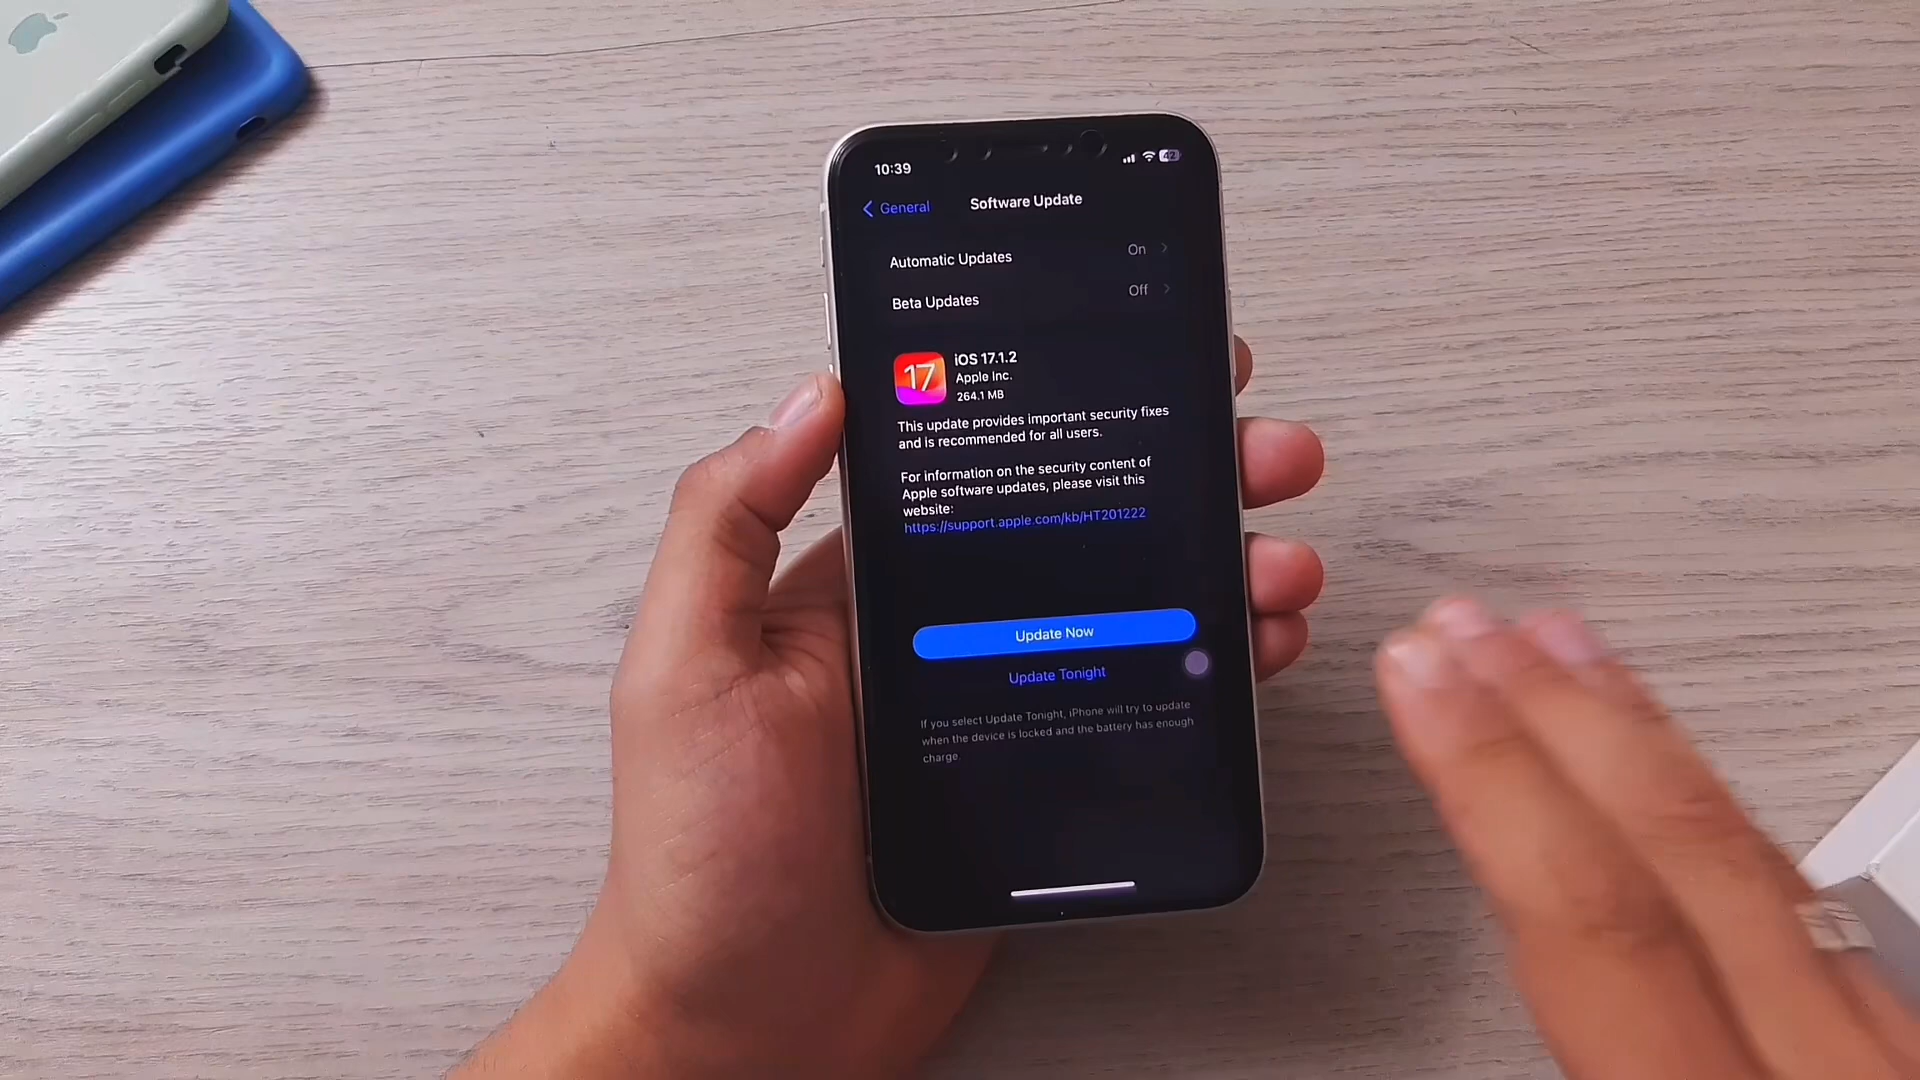 10:39
42
General
Software Update
Automatic Updates On
Beta Updates Off
17
iOS 17.1.2
Apple Inc.
264.1 MB
This update provides important security fixes
and is recommended for all users.
For information on the security content of
Apple software updates, please visit this
website:
https://support.apple.com/kb/HT201222
Update Now
Update Tonight
If you select Update Tonight, iPhone will try to update
when the device is locked and the battery has enough
charge.